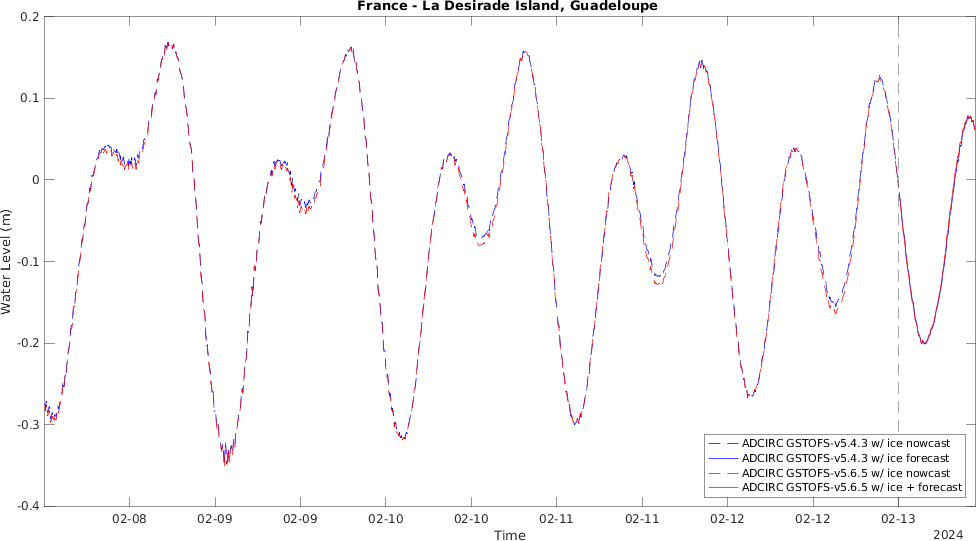 France - La Desirade Island, Guadeloupe
0.2
0.1
0
-0.1
-0.2
-0.3
-0.4
Water Level (m)
ADCIRC GSTOFS-v5.4.3 w/ ice nowcast
ADCIRC GSTOFS-v5.4.3 w/ ice forecast
ADCIRC GSTOFS-v5.6.5 w/ ice nowcast
ADCIRC GSTOFS-v5.6.5 w/ ice + forecast
02-08 02-09 02-09 02-10 02-10 02-11 02-11 02-12 02-12 02-13
Time
2024